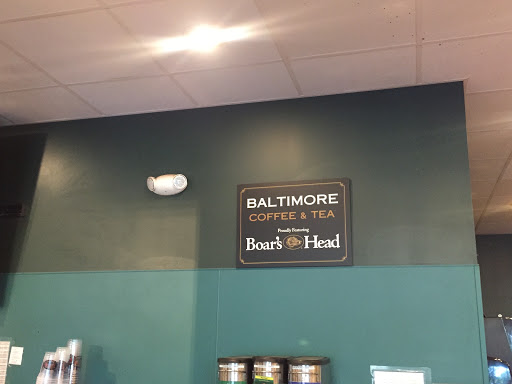 BALTIMORE
COFFEE & TEA
Proudly Featuring
Boar's Head